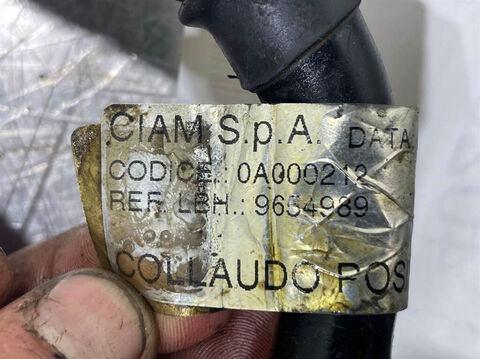 CIAM S.p.A. DATA
CODICE.: 0A000212
REF. LBH.: 9654989
COLLAUDO POS